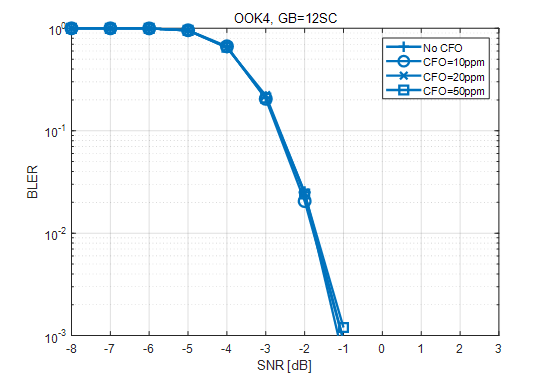 OOK4, GB=12SC
10^0
No CFO
CFO=10ppm
CFO=20ppm
CFO=50ppm
10^-1
BLER
10^-2
10^-3
-8 -7 -6 -5 -4 -3 -2 -1 0 1 2 3
SNR [dB]